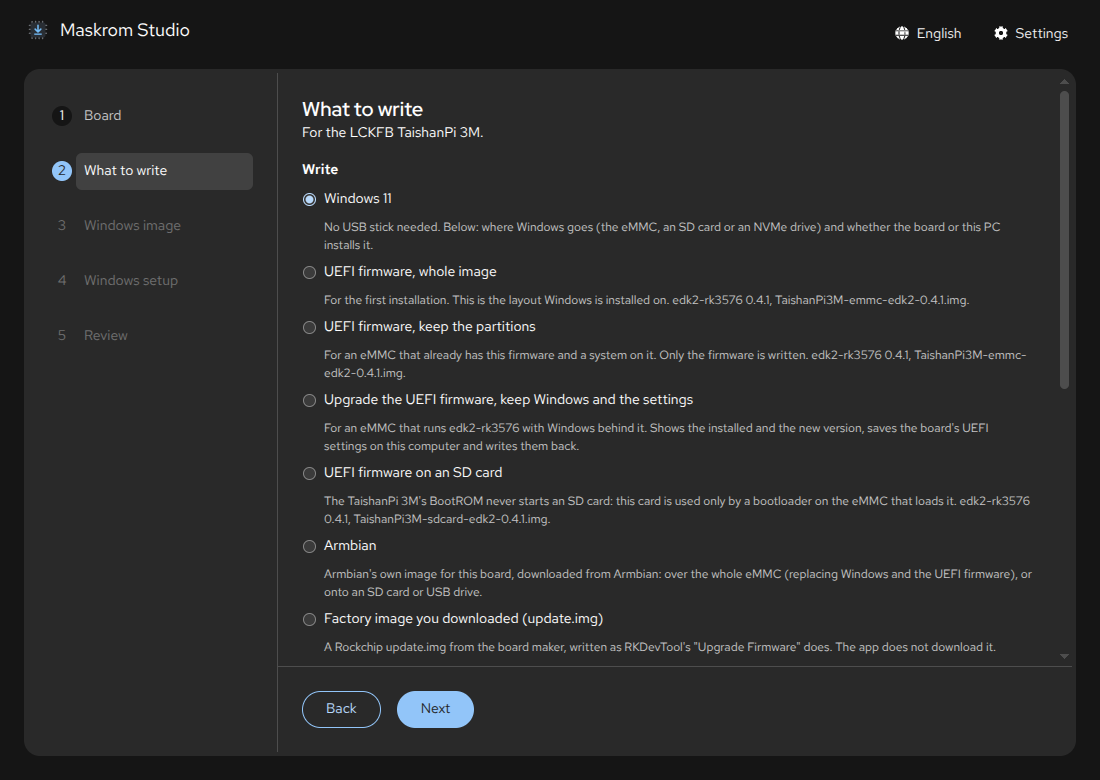 Maskrom Studio
English
Settings
1 Board
2 What to write
3 Windows image
4 Windows setup
5 Review
What to write
For the LCKFB TaishanPi 3M.
Write
Windows 11
No USB stick needed. Below: where Windows goes (the eMMC, an SD card or an NVMe drive) and whether the board or this PC
installs it.
UEFI firmware, whole image
For the first installation. This is the layout Windows is installed on. edk2-rk3576 0.4.1, TaishanPi3M-emmc-edk2-0.4.1.img.
UEFI firmware, keep the partitions
For an eMMC that already has this firmware and a system on it. Only the firmware is written. edk2-rk3576 0.4.1, TaishanPi3M-emmc-
edk2-0.4.1.img.
Upgrade the UEFI firmware, keep Windows and the settings
For an eMMC that runs edk2-rk3576 with Windows behind it. Shows the installed and the new version, saves the board's UEFI
settings on this computer and writes them back.
UEFI firmware on an SD card
The TaishanPi 3M's BootROM never starts an SD card: this card is used only by a bootloader on the eMMC that loads it. edk2-rk3576
0.4.1, TaishanPi3M-sdcard-edk2-0.4.1.img.
Armbian
Armbian's own image for this board, downloaded from Armbian: over the whole eMMC (replacing Windows and the UEFI firmware), or
onto an SD card or USB drive.
Factory image you downloaded (update.img)
A Rockchip update.img from the board maker, written as RKDevTool's "Upgrade Firmware" does. The app does not download it.
Back
Next